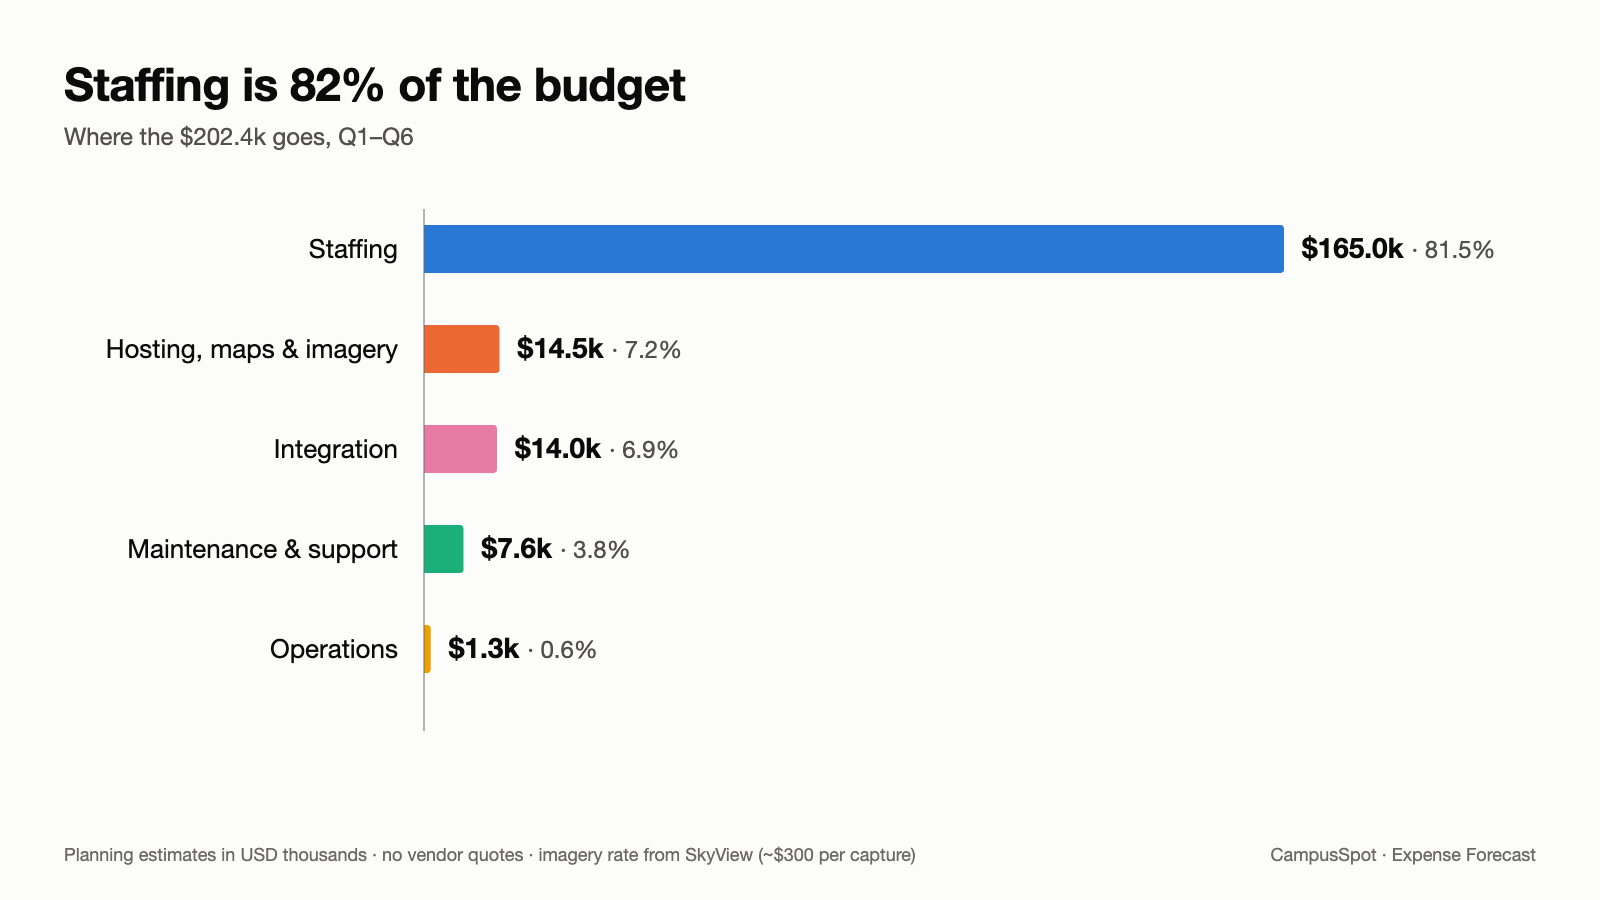 Staffing is 82% of the budget
Where the $202.4k goes, Q1–Q6
Staffing $165.0k · 81.5%
Hosting, maps & imagery $14.5k · 7.2%
Integration $14.0k · 6.9%
Maintenance & support $7.6k · 3.8%
Operations $1.3k · 0.6%
Planning estimates in USD thousands · no vendor quotes · imagery rate from SkyView (~$300 per capture)
CampusSpot · Expense Forecast